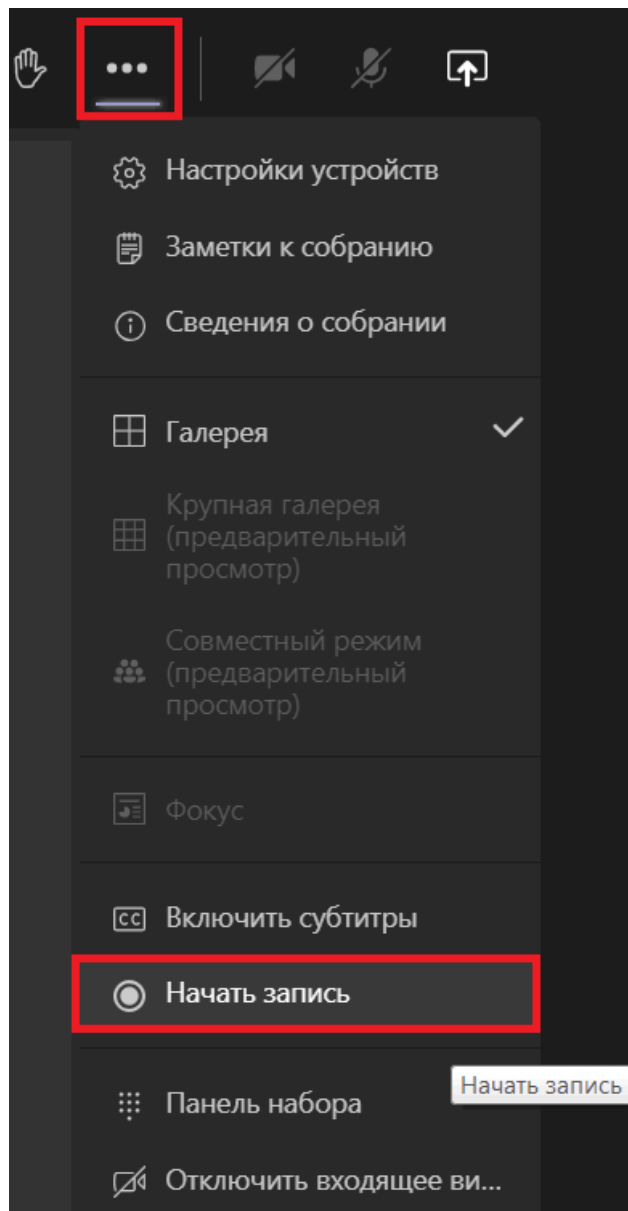 Настройки устройств
Заметки к собранию
Сведения о собрании
Галерея
Крупная галерея
(предварительный
просмотр)
Совместный режим
(предварительный
просмотр)
Фокус
CC Включить субтитры
Начать запись
Начать запись
Панель набора
Отключить входящее ви...